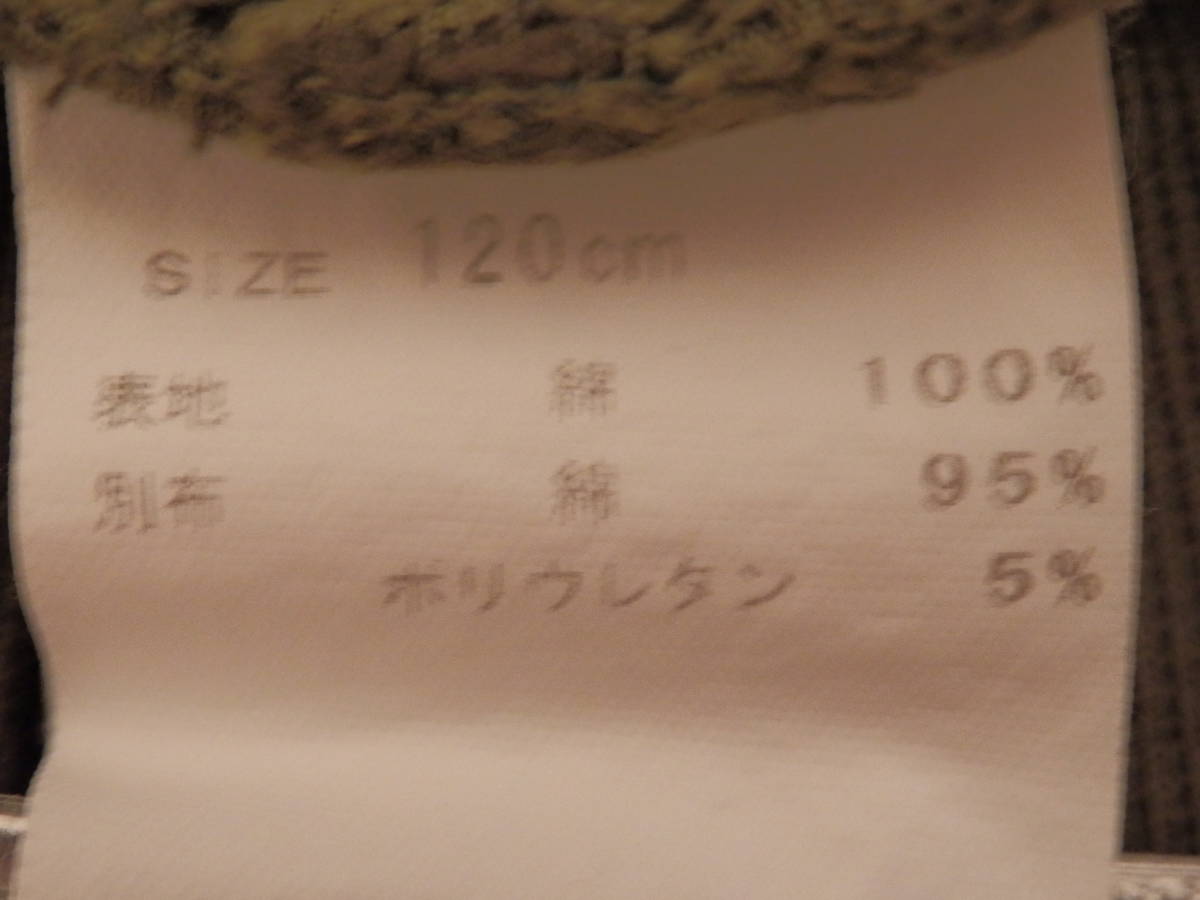 SIZE 120cm
表地 綿 100%
別布 綿 95%
ポリウレタン 5%